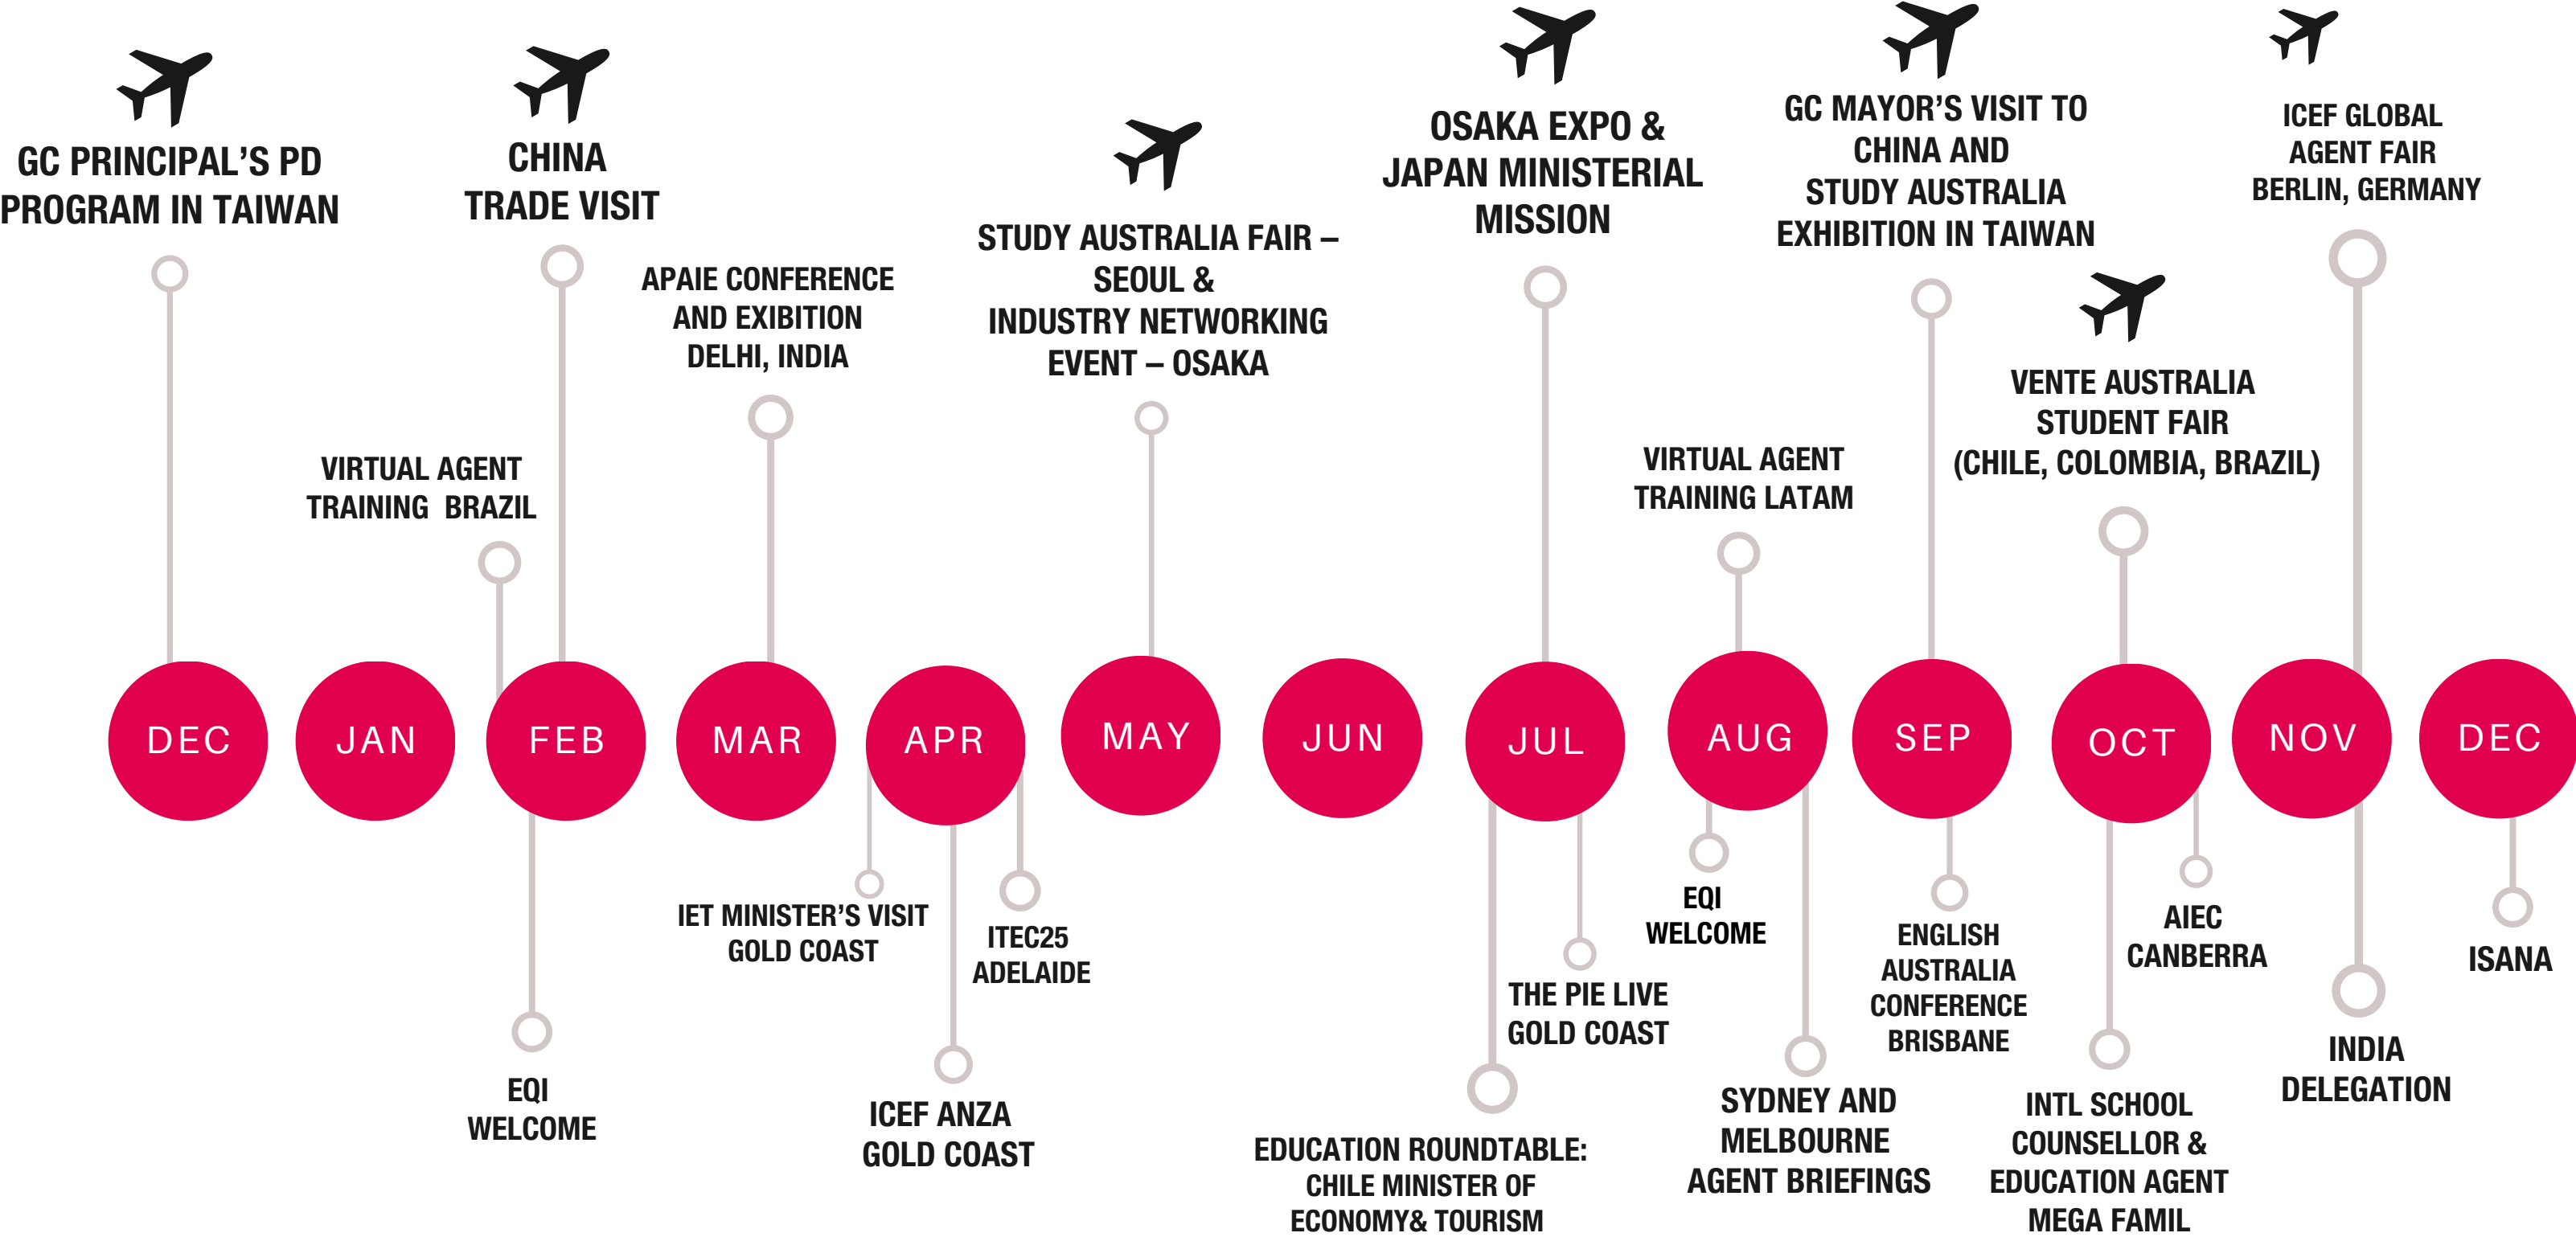 GC PRINCIPAL’S PD
PROGRAM IN TAIWAN
VIRTUAL AGENT
TRAINING  BRAZIL
CHINA
TRADE VISIT
APAIE CONFERENCE
AND EXIBITION
DELHI, INDIA
STUDY AUSTRALIA FAIR –
SEOUL &
INDUSTRY NETWORKING
EVENT – OSAKA
OSAKA EXPO &
JAPAN MINISTERIAL
MISSION
VIRTUAL AGENT
TRAINING LATAM
GC MAYOR’S VISIT TO
CHINA AND
STUDY AUSTRALIA
EXHIBITION IN TAIWAN
VENTE AUSTRALIA
STUDENT FAIR
(CHILE, COLOMBIA, BRAZIL)
ICEF GLOBAL
AGENT FAIR
BERLIN, GERMANY
DEC
JAN
FEB
MAR
APR
MAY
JUN
JUL
AUG
SEP
OCT
NOV
DEC
EQI
WELCOME
IET MINISTER’S VISIT
GOLD COAST
ICEF ANZA
GOLD COAST
ITEC25
ADELAIDE
EDUCATION ROUNDTABLE:
CHILE MINISTER OF
ECONOMY& TOURISM
THE PIE LIVE
GOLD COAST
EQI
WELCOME
SYDNEY AND
MELBOURNE
AGENT BRIEFINGS
ENGLISH
AUSTRALIA
CONFERENCE
BRISBANE
INTL SCHOOL
COUNSELLOR &
EDUCATION AGENT
MEGA FAMIL
AIEC
CANBERRA
INDIA
DELEGATION
ISANA